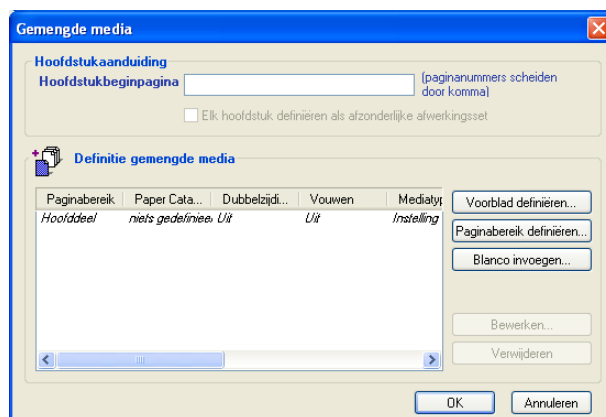 Gemengde media
Hoofdstukaanduiding
Hoofdstukbeginpagina
(paginanummers scheiden
door komma)
Elk hoofdstuk definiëren als afzonderlijke afwerkingsset
Definitie gemengde media
Paginabereik Paper Cata... Dubbelzijdi... Vouwen Mediatyp
Hoofddeel niets gedefinieer Uit Uit Instelling
Voorblad definiëren...
Paginabereik definiëren...
Blanco invoegen...
Bewerken...
Verwijderen
OK Annuleren